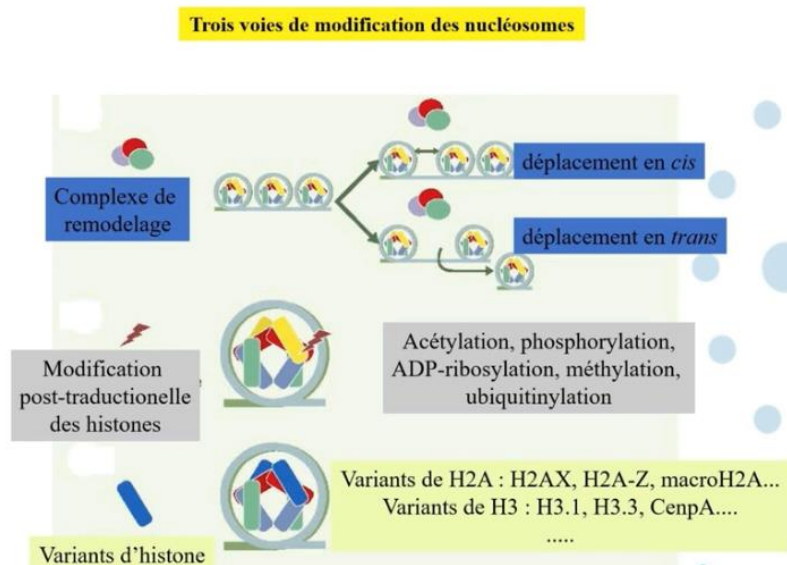 Trois voies de modification des nucléosomes
Complexe de
remodelage
déplacement en cis
déplacement en trans
Modification
post-traductionelle
des histones
Acétylation, phosphorylation,
ADP-ribosylation, méthylation,
ubiquitinylation
Variants d'histone
Variants de H2A : H2AX, H2A-Z, macroH2A...
Variants de H3 : H3.1, H3.3, CenpA....
.....